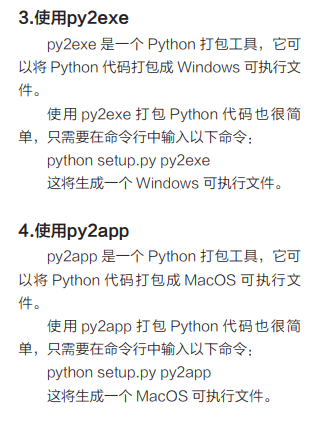 3.使用py2exe
py2exe 是一个 Python 打包工具，它可
以将 Python 代码打包成 Windows 可执行文
件。
使用 py2exe 打包 Python 代码也很简
单，只需要在命令行中输入以下命令：
python setup.py py2exe
这将生成一个 Windows 可执行文件。
4.使用py2app
py2app 是一个 Python 打包工具，它可
以将 Python 代码打包成 MacOS 可执行文
件。
使用 py2app 打包 Python 代码也很简
单，只需要在命令行中输入以下命令：
python setup.py py2app
这将生成一个 MacOS 可执行文件。